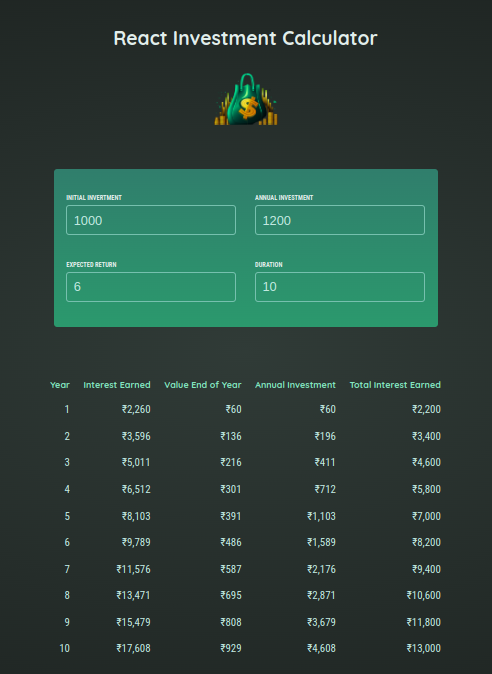 React Investment Calculator
$
INITIAL INVERTMENT ANNUAL INVESTMENT
1000 1200
EXPECTED RETURN DURATION
6 10
Year Interest Earned Value End of Year Annual Investment Total Interest Earned
1 ₹2,260 ₹60 ₹60 ₹2,200
2 ₹3,596 ₹136 ₹196 ₹3,400
3 ₹5,011 ₹216 ₹411 ₹4,600
4 ₹6,512 ₹301 ₹712 ₹5,800
5 ₹8,103 ₹391 ₹1,103 ₹7,000
6 ₹9,789 ₹486 ₹1,589 ₹8,200
7 ₹11,576 ₹587 ₹2,176 ₹9,400
8 ₹13,471 ₹695 ₹2,871 ₹10,600
9 ₹15,479 ₹808 ₹3,679 ₹11,800
10 ₹17,608 ₹929 ₹4,608 ₹13,000